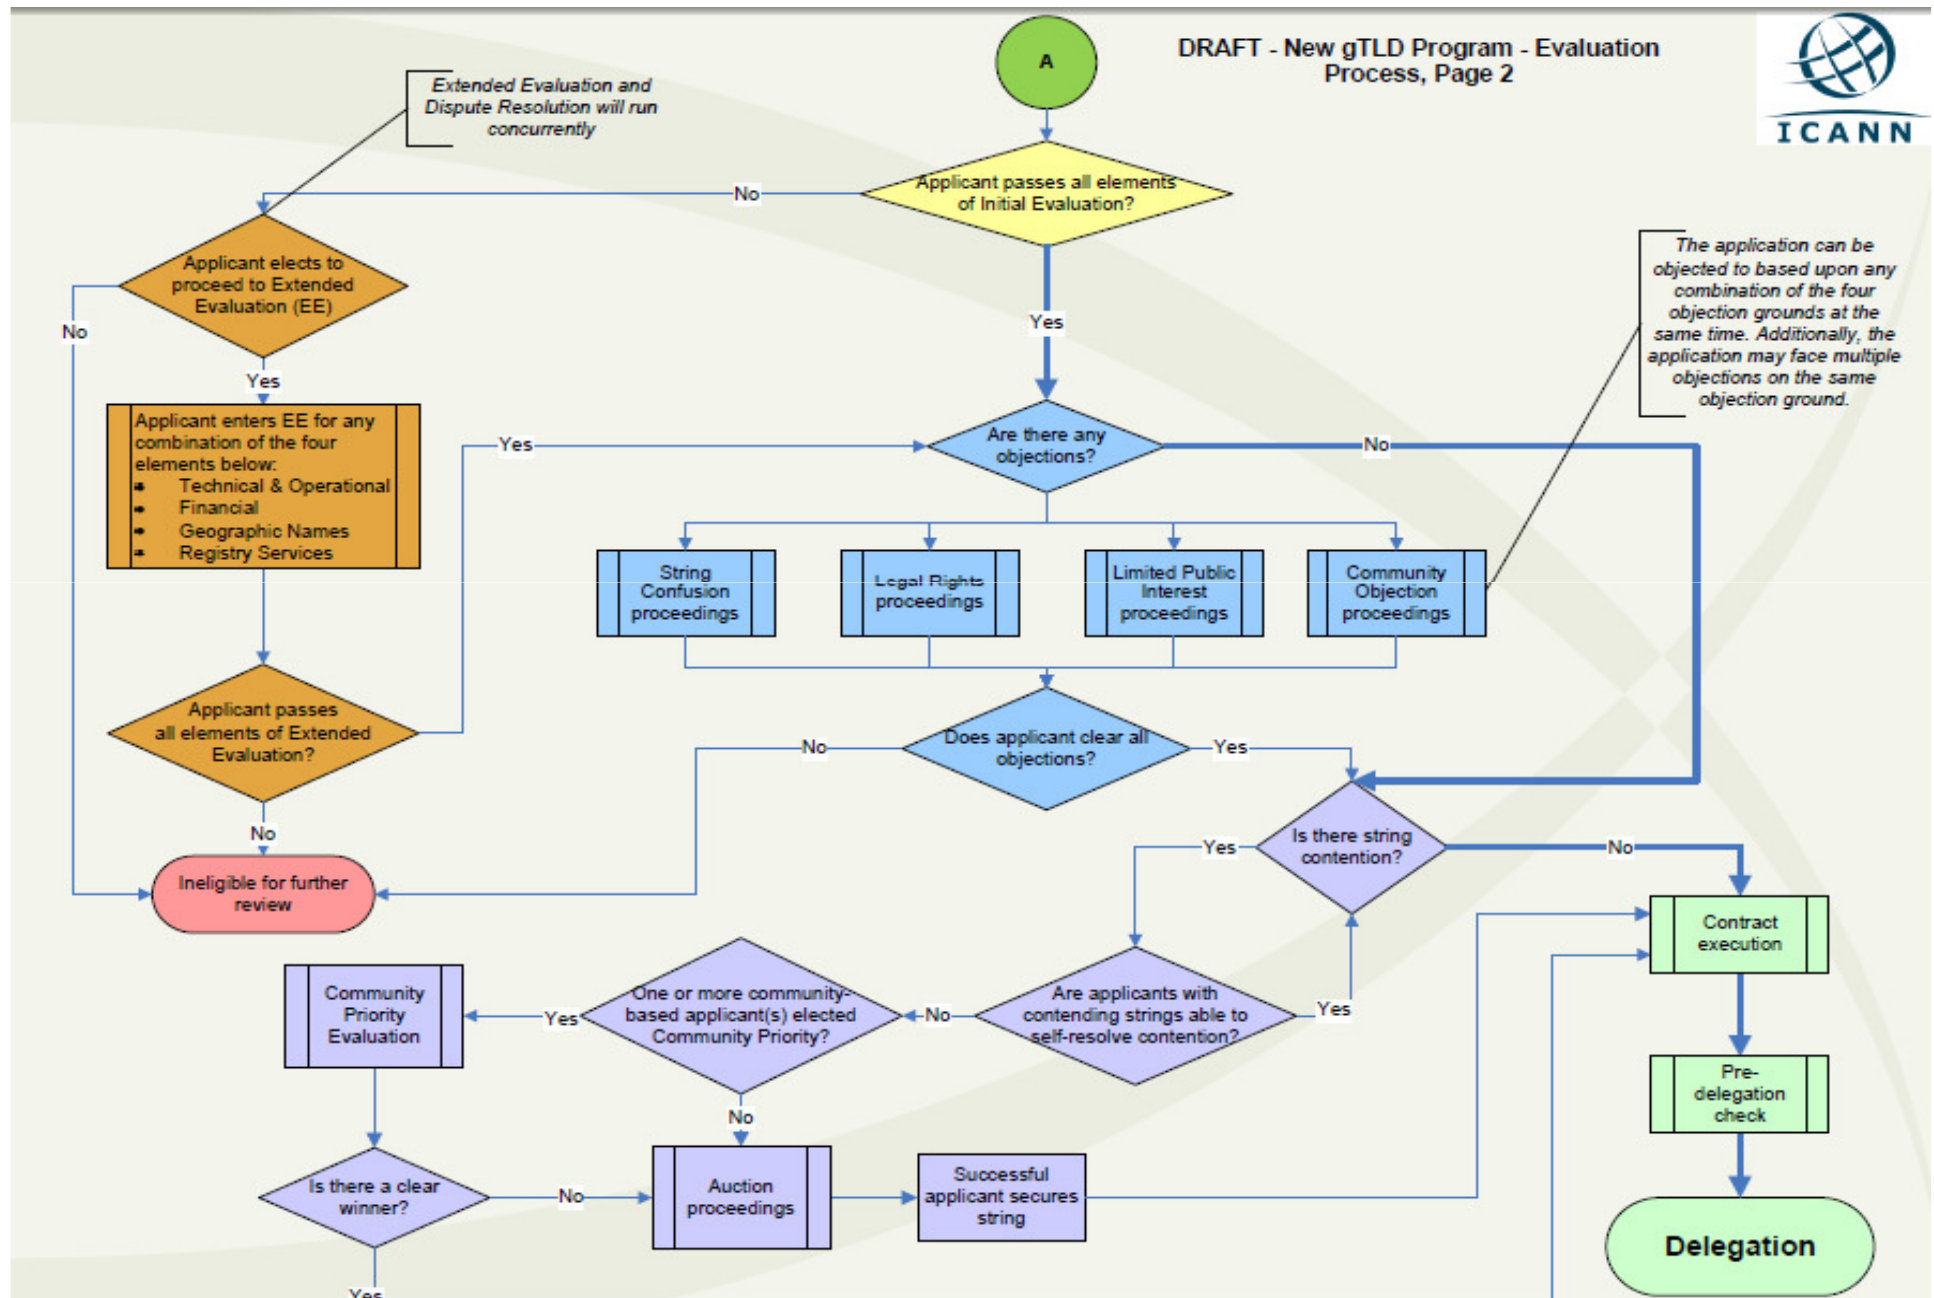 A
DRAFT - New gTLD Program - Evaluation
Process, Page 2
ICANN
Extended Evaluation and
Dispute Resolution will run
concurrently
Applicant passes all elements
of Initial Evaluation?
No
Yes
Applicant elects to
proceed to Extended
Evaluation (EE)
No
Yes
The application can be
objected to based upon any
combination of the four
objection grounds at the
same time. Additionally, the
application may face multiple
objections on the same
objection ground.
Applicant enters EE for any
combination of the four
elements below:
Technical & Operational
Financial
Geographic Names
Registry Services
Yes
Are there any
objections?
No
String
Confusion
proceedings
Legal Rights
proceedings
Limited Public
Interest
proceedings
Community
Objection
proceedings
Applicant passes
all elements of Extended
Evaluation?
No
No
Does applicant clear all
objections?
Yes
Ineligible for further
review
Yes
Is there string
contention?
No
Contract
execution
Community
Priority
Evaluation
Yes
One or more community-
based applicant(s) elected
Community Priority?
No
Are applicants with
contending strings able to
self-resolve contention?
Yes
Pre-
delegation
check
No
Is there a clear
winner?
No
Auction
proceedings
Successful
applicant secures
string
Delegation
Yes